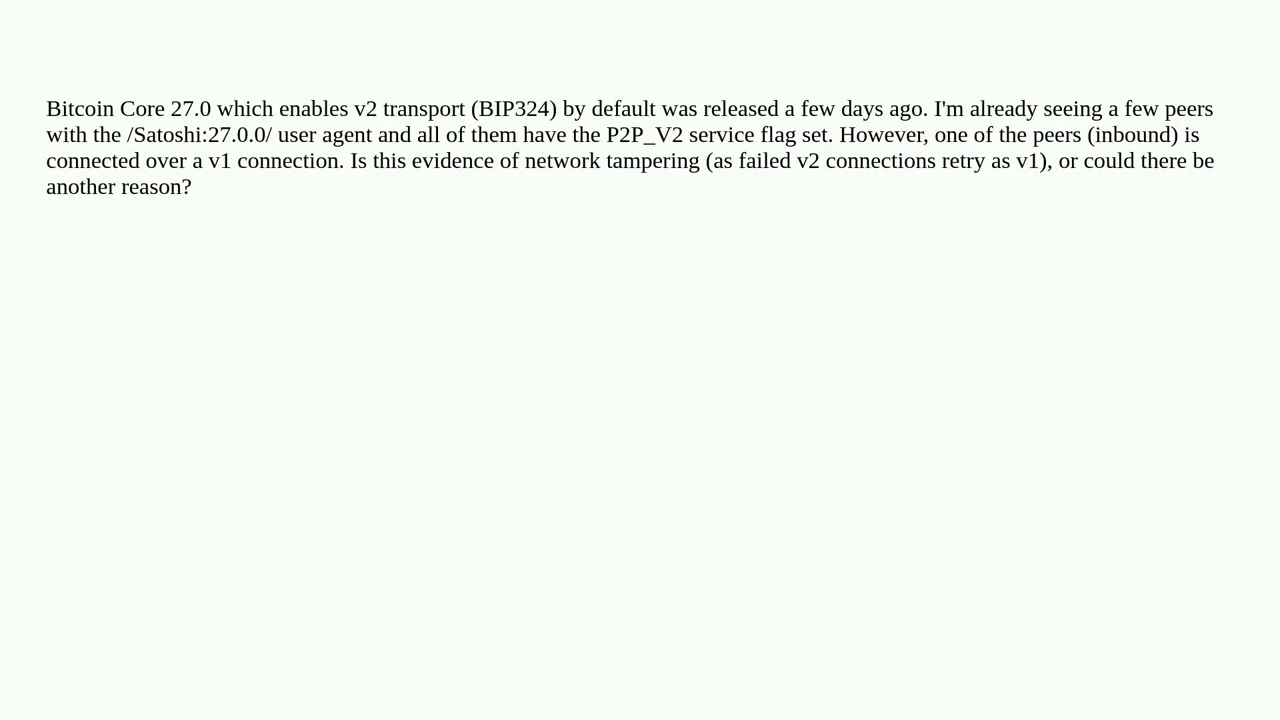 Bitcoin Core 27.0 which enables v2 transport (BIP324) by default was released a few days ago. I'm already seeing a few peers
with the /Satoshi:27.0.0/ user agent and all of them have the P2P_V2 service flag set. However, one of the peers (inbound) is
connected over a v1 connection. Is this evidence of network tampering (as failed v2 connections retry as v1), or could there be
another reason?